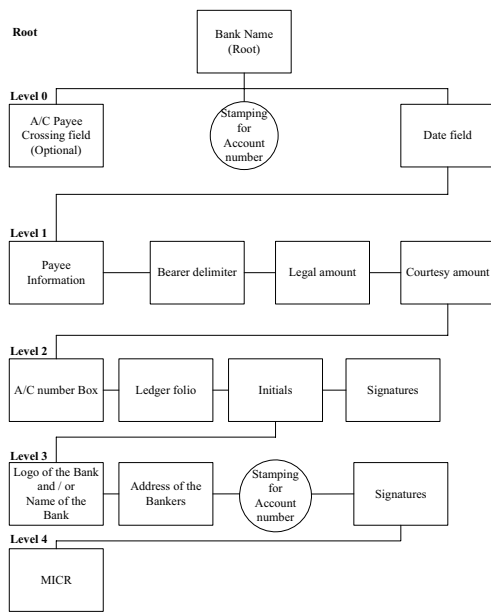 Root
Bank Name
(Root)
Level 0
A/C Payee
Crossing field
(Optional)
Stamping
for
Account
number
Date field
Level 1
Payee
Information
Bearer delimiter
Legal amount
Courtesy amount
Level 2
A/C number Box
Ledger folio
Initials
Signatures
Level 3
Logo of the Bank
and / or
Name of the
Bank
Address of the
Bankers
Stamping
for
Account
number
Signatures
Level 4
MICR